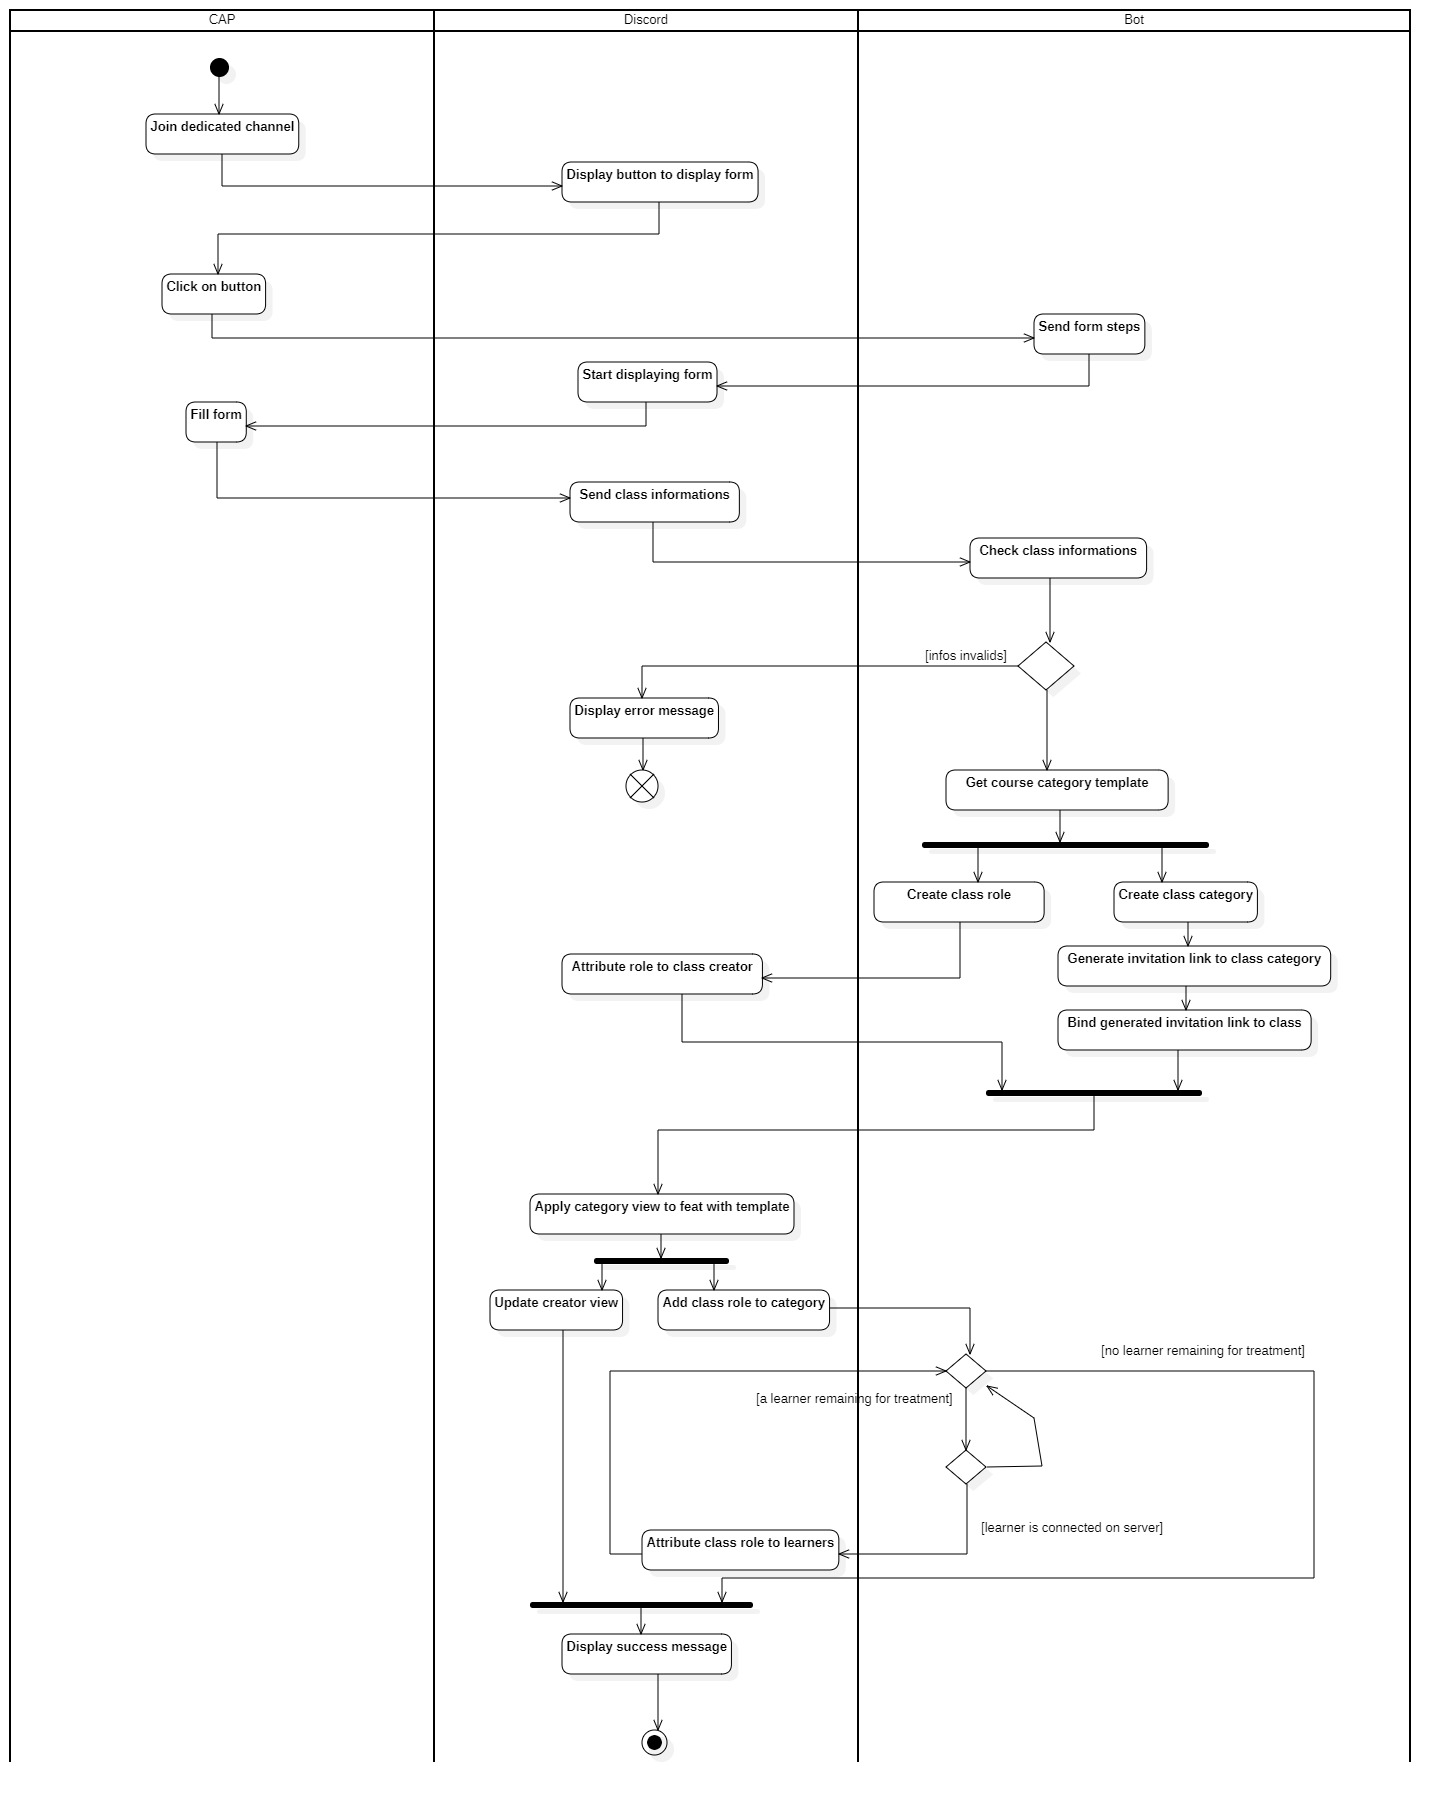 CAP
Discord
Bot
Join dedicated channel
Display button to display form
Click on button
Send form steps
Start displaying form
Fill form
Send class informations
Check class informations
[infos invalids]
Display error message
Get course category template
Create class role
Create class category
Generate invitation link to class category
Attribute role to class creator
Bind generated invitation link to class
Apply category view to feat with template
Update creator view
Add class role to category
[no learner remaining for treatment]
[a learner remaining for treatment]
[learner is connected on server]
Attribute class role to learners
Display success message